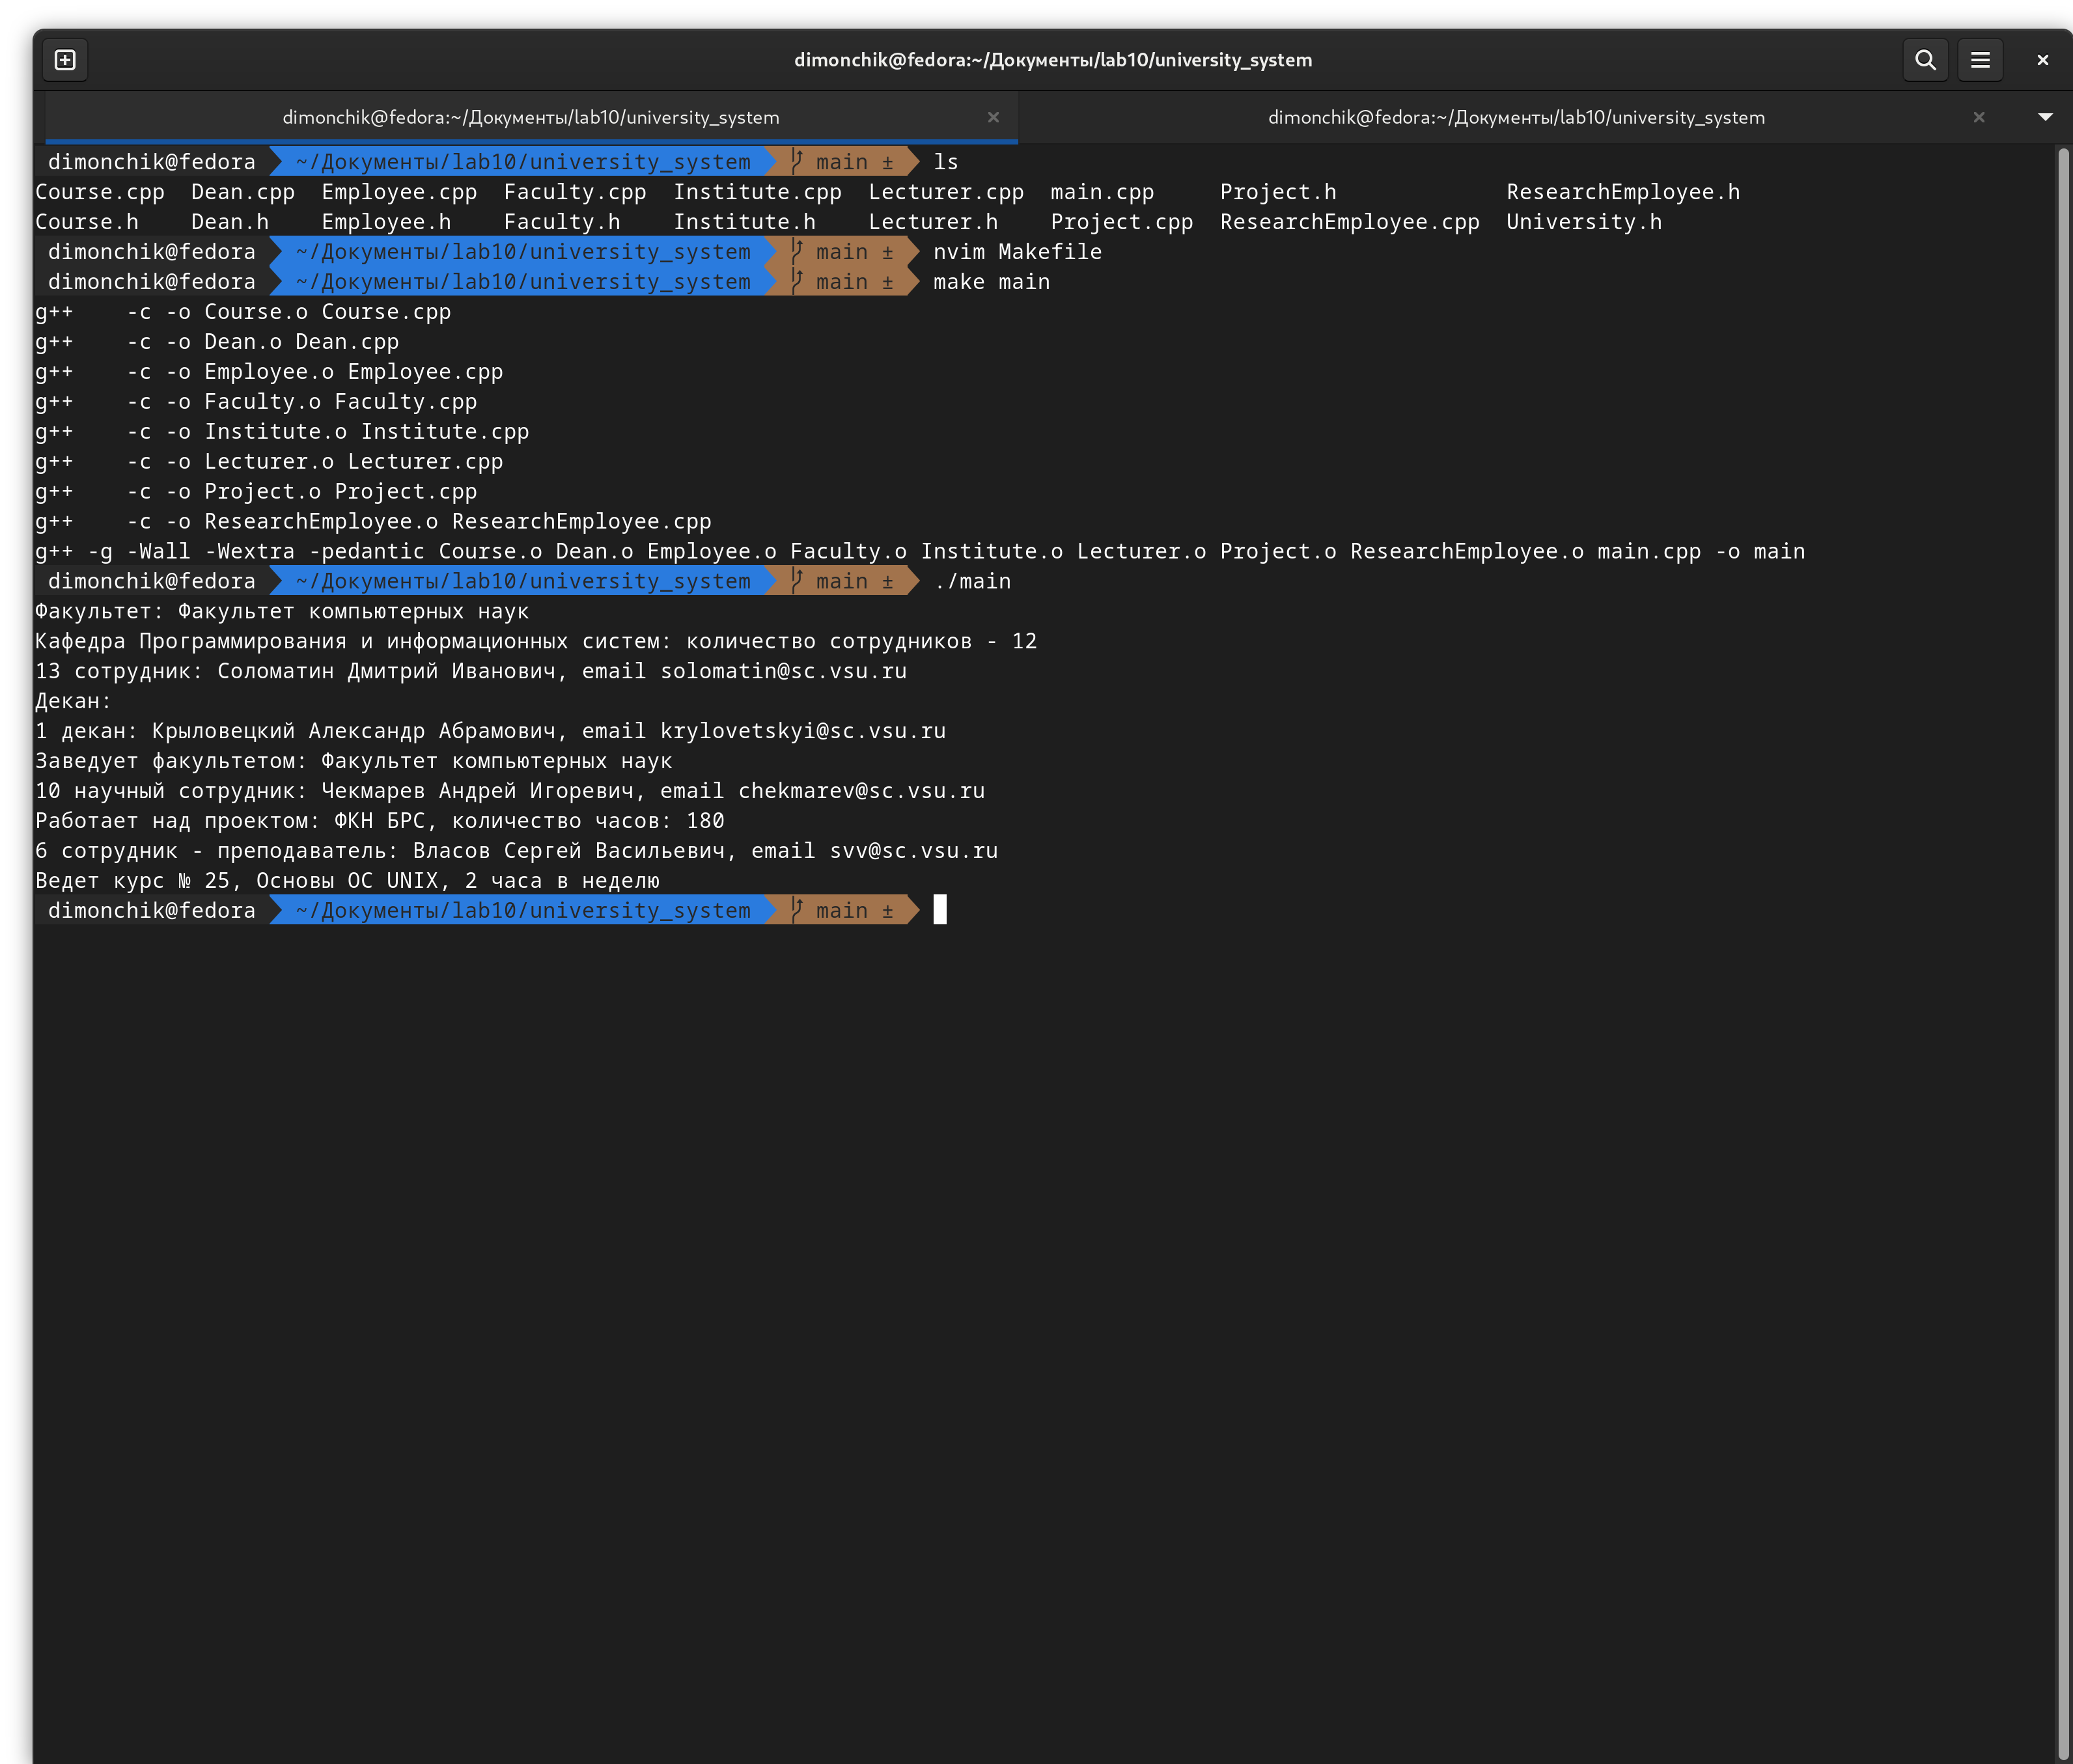 dimonchik@fedora:~/Документы/lab10/university_system
dimonchik@fedora:~/Документы/lab10/university_system dimonchik@fedora:~/Документы/lab10/university_system
dimonchik@fedora ~/Документы/lab10/university_system main ± ls
Course.cpp Dean.cpp Employee.cpp Faculty.cpp Institute.cpp Lecturer.cpp main.cpp Project.h ResearchEmployee.h
Course.h Dean.h Employee.h Faculty.h Institute.h Lecturer.h Project.cpp ResearchEmployee.cpp University.h
dimonchik@fedora ~/Документы/lab10/university_system main ± nvim Makefile
dimonchik@fedora ~/Документы/lab10/university_system main ± make main
g++ -c -o Course.o Course.cpp
g++ -c -o Dean.o Dean.cpp
g++ -c -o Employee.o Employee.cpp
g++ -c -o Faculty.o Faculty.cpp
g++ -c -o Institute.o Institute.cpp
g++ -c -o Lecturer.o Lecturer.cpp
g++ -c -o Project.o Project.cpp
g++ -c -o ResearchEmployee.o ResearchEmployee.cpp
g++ -g -Wall -Wextra -pedantic Course.o Dean.o Employee.o Faculty.o Institute.o Lecturer.o Project.o ResearchEmployee.o main.cpp -o main
dimonchik@fedora ~/Документы/lab10/university_system main ± ./main
Факультет: Факультет компьютерных наук
Кафедра Программирования и информационных систем: количество сотрудников - 12
13 сотрудник: Соломатин Дмитрий Иванович, email solomatin@sc.vsu.ru
Декан:
1 декан: Крыловецкий Александр Абрамович, email krylovetskyi@sc.vsu.ru
Заведует факультетом: Факультет компьютерных наук
10 научный сотрудник: Чекмарев Андрей Игоревич, email chekmarev@sc.vsu.ru
Работает над проектом: ФКН БРС, количество часов: 180
6 сотрудник - преподаватель: Власов Сергей Васильевич, email svv@sc.vsu.ru
Ведет курс № 25, Основы ОС UNIX, 2 часа в неделю
dimonchik@fedora ~/Документы/lab10/university_system main ±